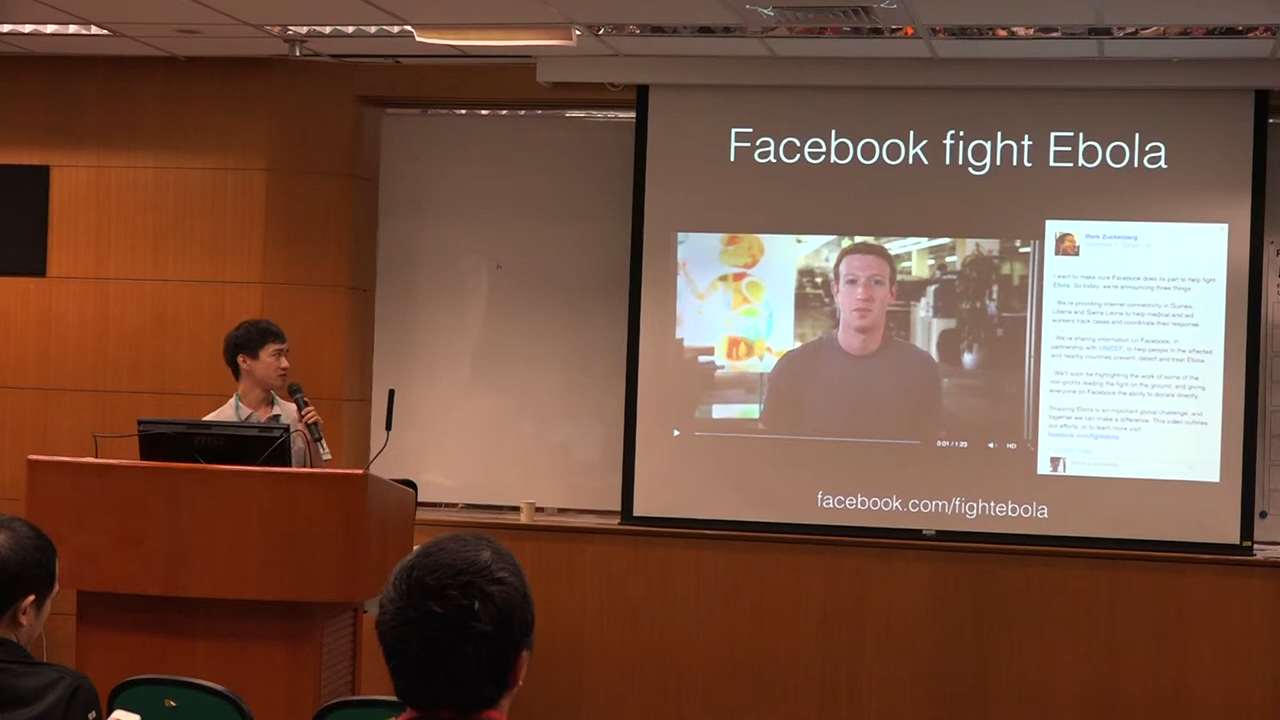 Facebook fight Ebola
Mark Zuckerberg
I want to make sure Facebook does its part to help fight
Ebola. So today, we're announcing three things:
- We're providing internet connectivity in Guinea,
Liberia and Sierra Leone to help medical and aid
workers track cases and coordinate their response.
- We're sharing information on Facebook, in
partnership with UNICEF, to help people in the affected
and nearby countries prevent, detect and treat Ebola.
- We'll soon be highlighting the work of some of the
non-profits leading the fight on the ground, and giving
everyone on Facebook the ability to donate directly.
Stopping Ebola is an important global challenge, and
together we can make a difference. This video outlines
our efforts, or to learn more visit
facebook.com/fightebola
0:01 / 1:23
HD
facebook.com/fightebola